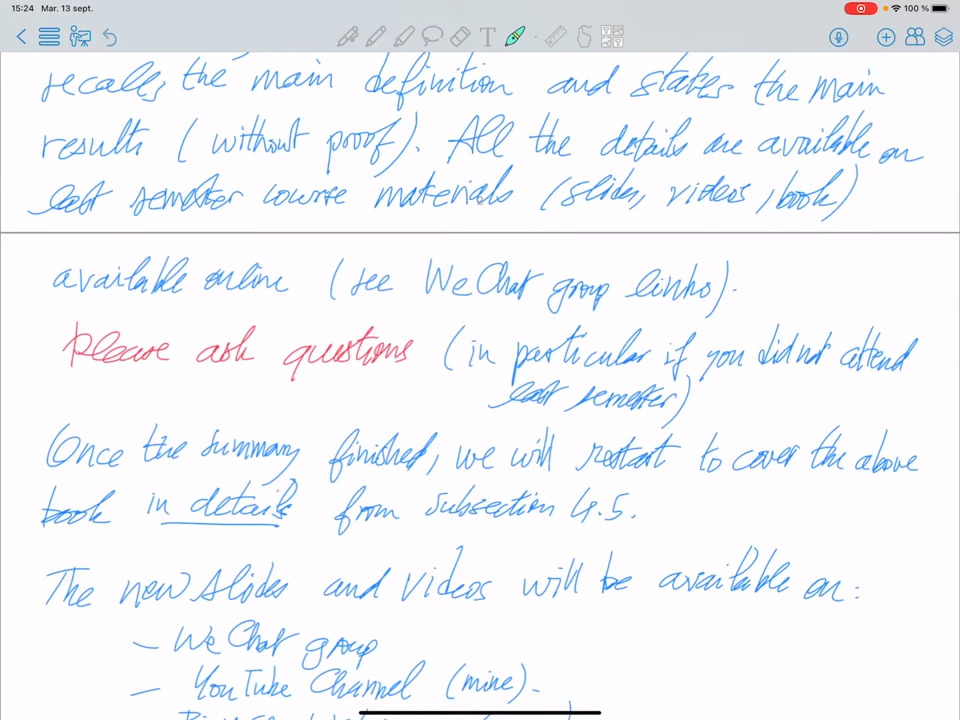 15:24 Mar. 13 sept.
100 %
recalls the main definition and states the main
results (without proof). All the details are available on
last semester course materials (slides, videos, book)
available online (see WeChat group links).
Please ask questions (in particular if you did not attend
last semester)
Once the summary finished, we will restart to cover the above
book in details from subsection 4.5.
The new slides and videos will be available on:
- WeChat group
- YouTube Channel (mine).